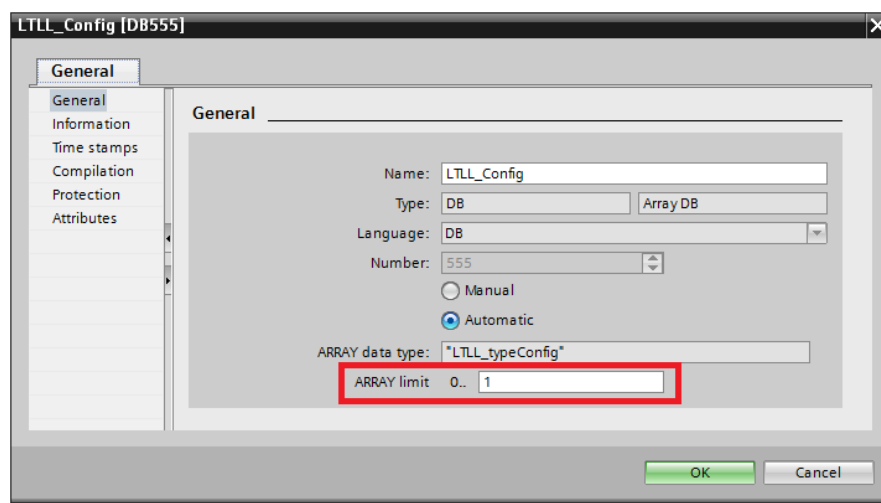 LTLL_Config [DB555]
General
General
Information
Time stamps
Compilation
Protection
Attributes
General
Name: LTLL_Config
Type: DB Array DB
Language: DB
Number: 555
Manual
Automatic
ARRAY data type: "LTLL_typeConfig"
ARRAY limit 0.. 1
OK Cancel